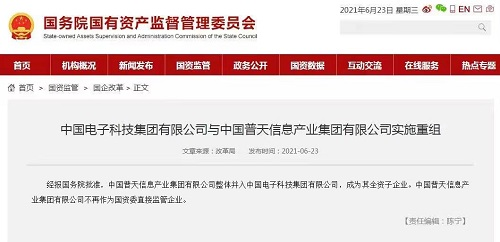 国务院国有资产监督管理委员会
State-owned Assets Supervision and Administration Commission of the State Council
2021年6月23日 星期三 EN
首页 机构概况 新闻发布 国资监管 政务公开 国资数据 互动交流 在线服务 热点专题
首页 > 国资监管 > 国企改革 > 正文
中国电子科技集团有限公司与中国普天信息产业集团有限公司实施重组
文章来源：改革局 发布时间：2021-06-23
经报国务院批准，中国普天信息产业集团有限公司整体并入中国电子科技集团有限公司，成为其全资子企业。中国普天信息产
业集团有限公司不再作为国资委直接监管企业。
【责任编辑：陈宁】